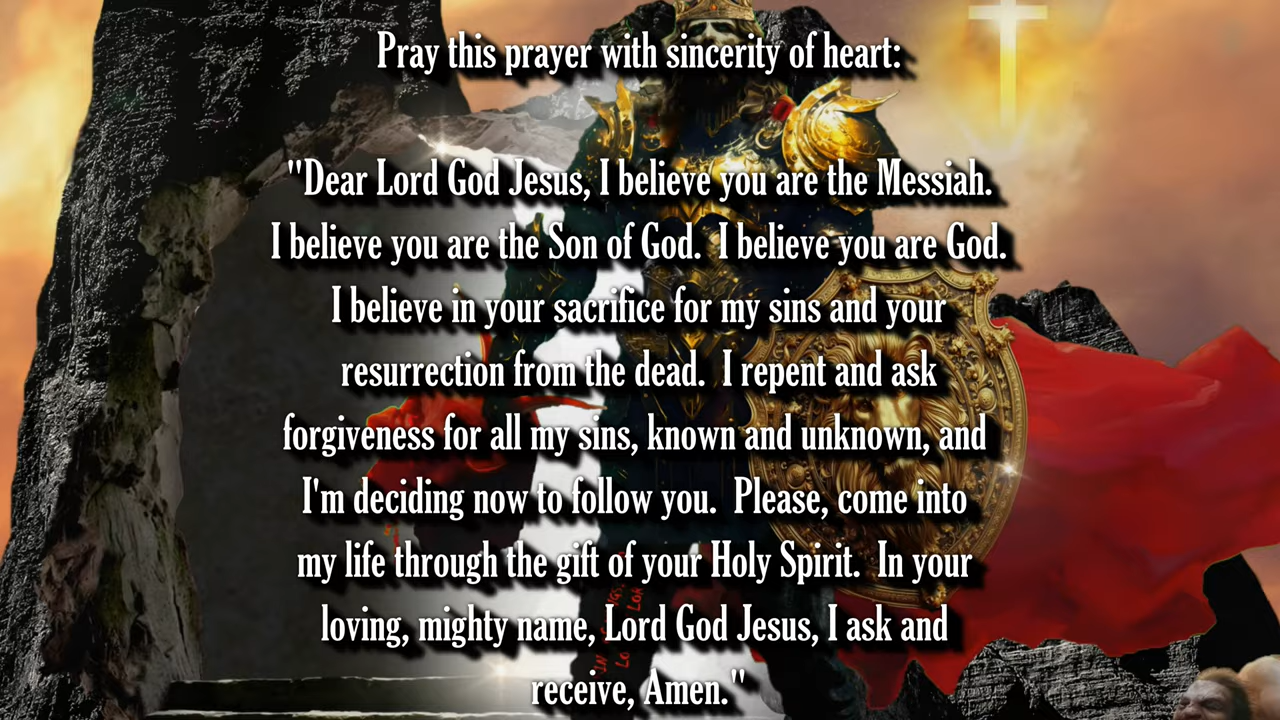 Pray this prayer with sincerity of heart:
"Dear Lord God Jesus, I believe you are the Messiah.
I believe you are the Son of God.  I believe you are God.
I believe in your sacrifice for my sins and your
resurrection from the dead.  I repent and ask
forgiveness for all my sins, known and unknown, and
I'm deciding now to follow you.  Please, come into
my life through the gift of your Holy Spirit.  In your
loving, mighty name, Lord God Jesus, I ask and
receive, Amen."